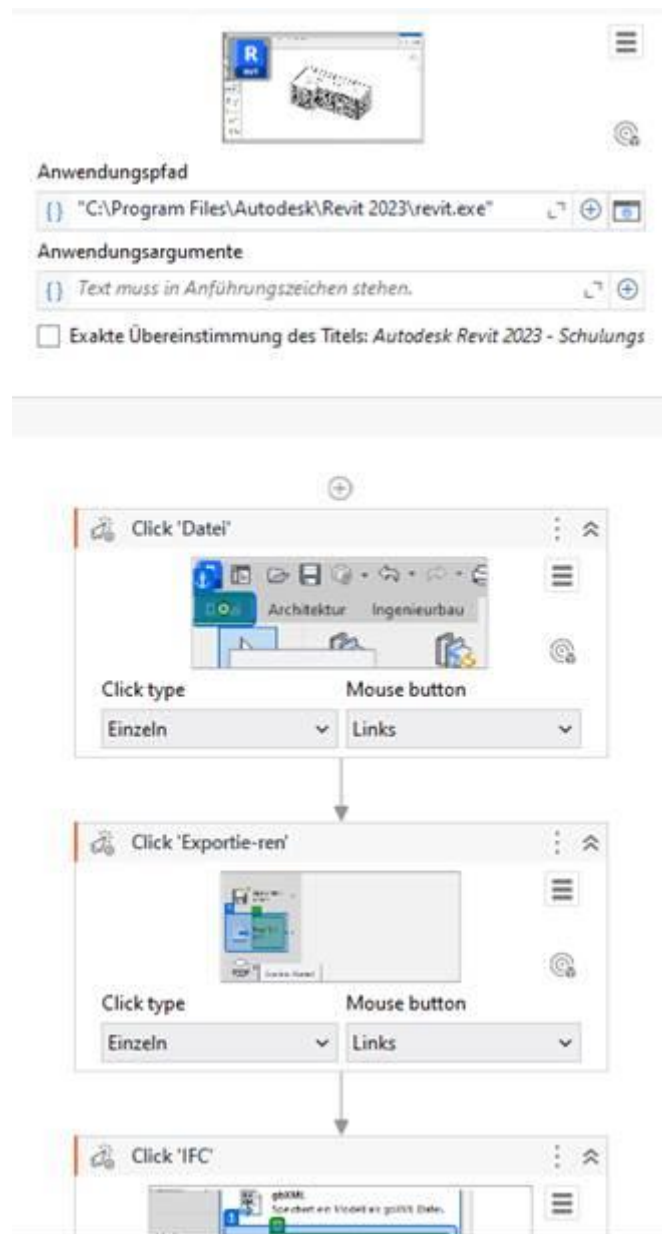 R
Anwendungspfad
{} "C:\Program Files\Autodesk\Revit 2023\revit.exe"
Anwendungsargumente
{} Text muss in Anführungszeichen stehen.
Exakte Übereinstimmung des Titels: Autodesk Revit 2023 - Schulungs
Click 'Datei'
Architektur Ingenieurbau
Click type Mouse button
Einzeln Links
Click 'Exportie-ren'
Click type Mouse button
Einzeln Links
Click 'IFC'
gbXML
Speichert ein Modell als gbXML Datei.